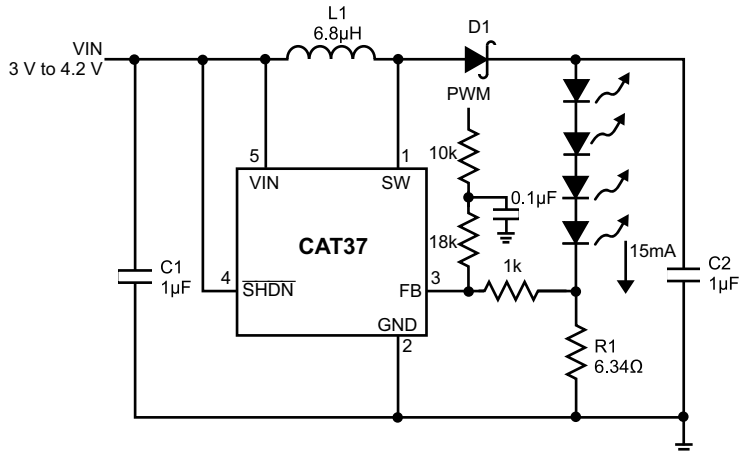 L1
6.8µH
D1
VIN
3 V to 4.2 V
PWM
5
1
10k
VIN
SW
0.1µF
CAT37
18k
15mA
C1
1µF
4
SHDN
3
FB
1k
C2
1µF
GND
2
R1
6.34Ω